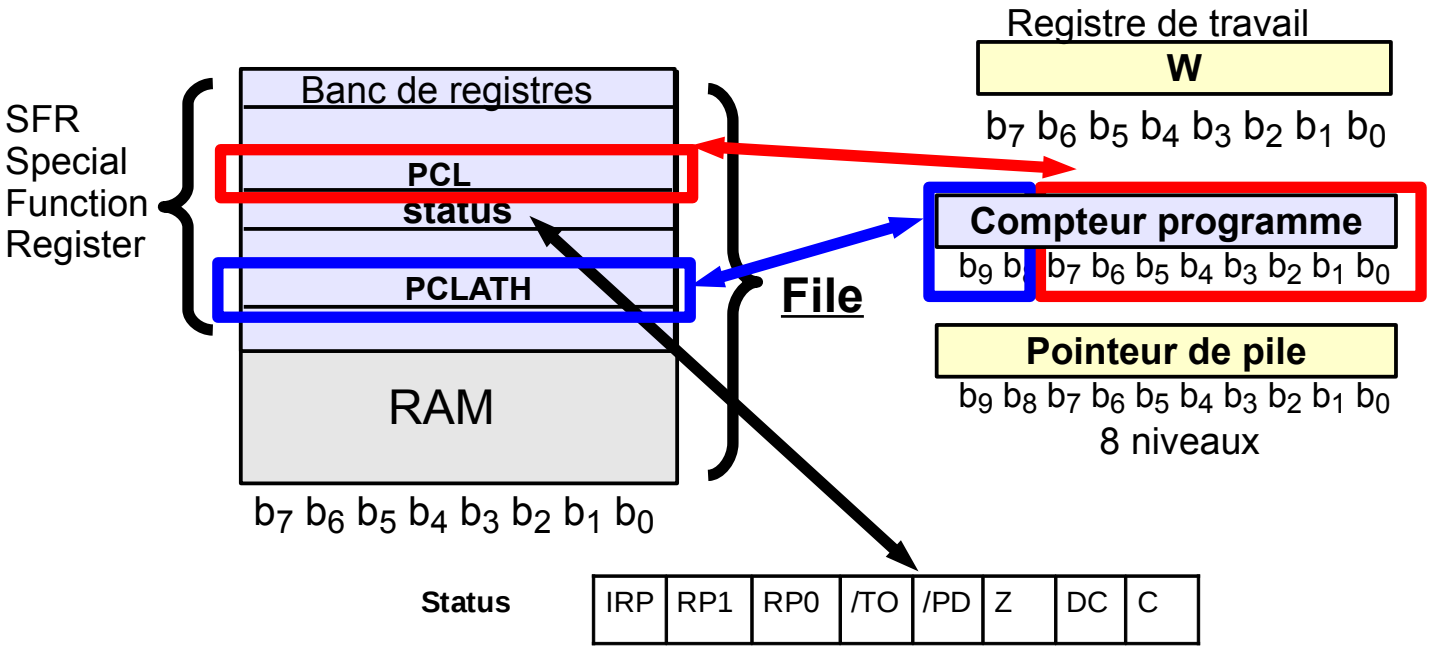 Registre de travail
W
b7 b6 b5 b4 b3 b2 b1 b0
SFR
Special
Function
Register
Banc de registres
PCL
status
PCLATH
RAM
b7 b6 b5 b4 b3 b2 b1 b0
File
Compteur programme
b9 b8 b7 b6 b5 b4 b3 b2 b1 b0
Pointeur de pile
b9 b8 b7 b6 b5 b4 b3 b2 b1 b0
8 niveaux
Status IRP RP1 RP0 /TO /PD Z DC C